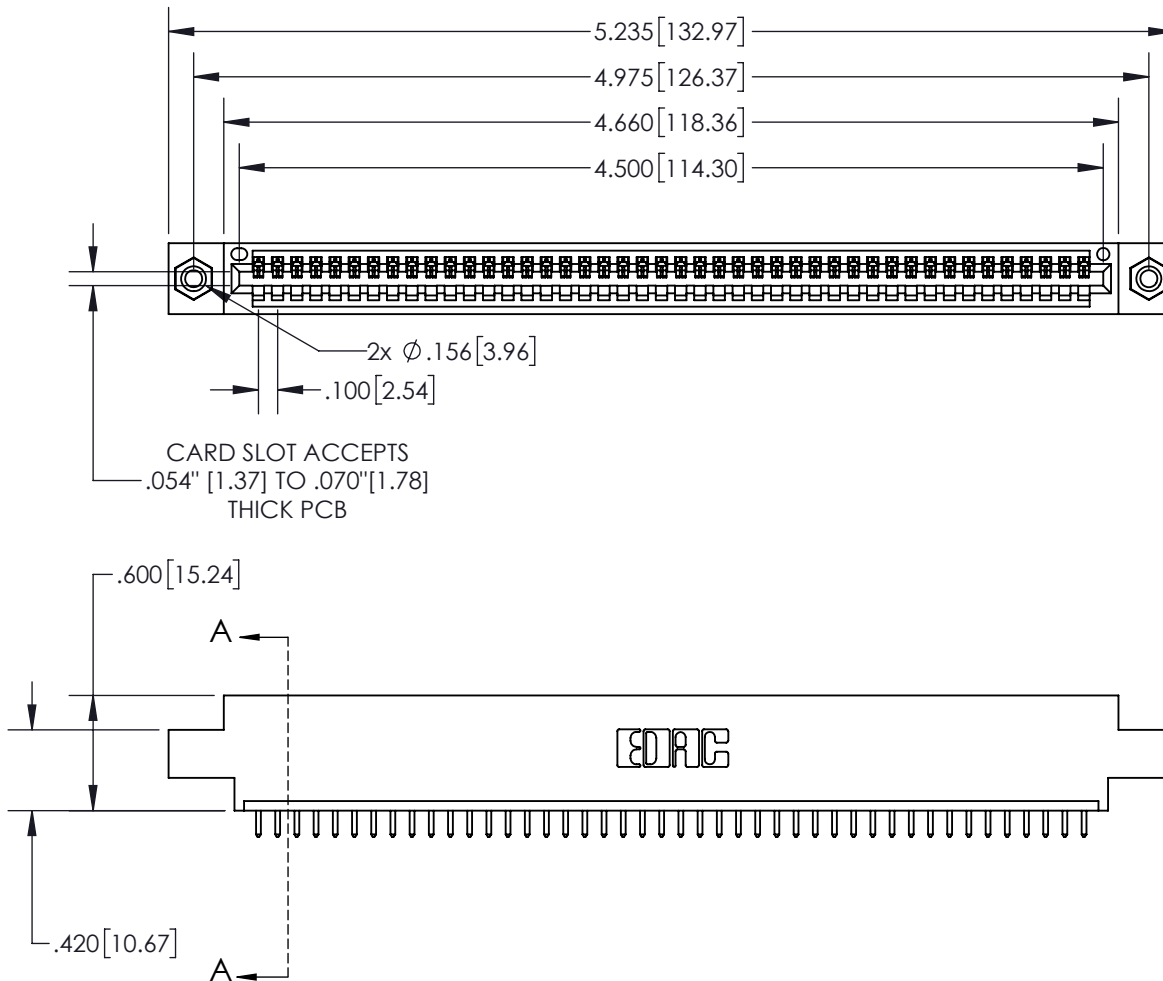 5.235[132.97]
4.975[126.37]
4.660[118.36]
4.500[114.30]
2x Ø.156[3.96]
.100[2.54]
CARD SLOT ACCEPTS
.054" [1.37] TO .070"[1.78]
THICK PCB
.600[15.24]
A
EDAC
.420[10.67]
A